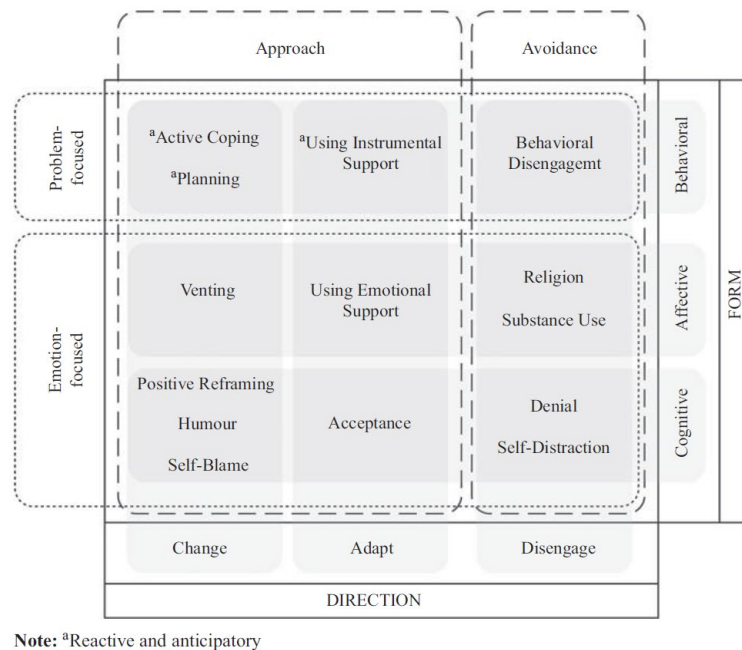 Approach
Avoidance
Problem-
focused
ᵃActive Coping
ᵃPlanning
ᵃUsing Instrumental
Support
Behavioral
Disengagemt
Behavioral
Emotion-
focused
Venting
Using Emotional
Support
Religion
Substance Use
Affective
Positive Reframing
Humour
Self-Blame
Acceptance
Denial
Self-Distraction
Cognitive
FORM
Change
Adapt
Disengage
DIRECTION
Note: ᵃReactive and anticipatory